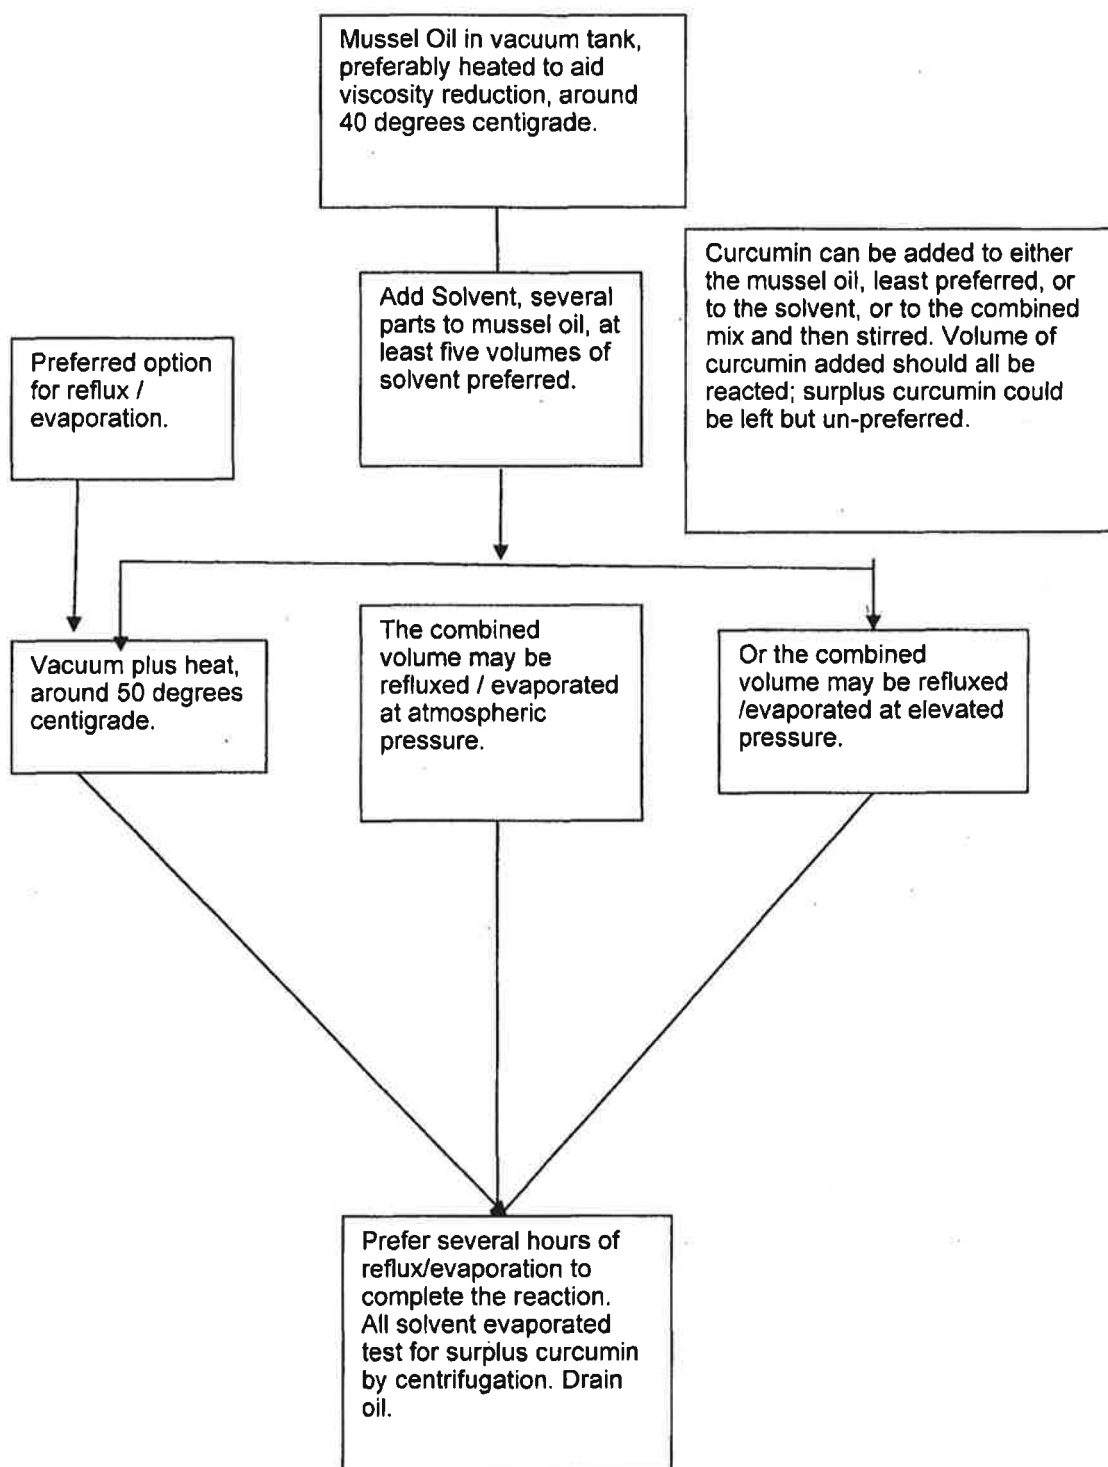 Mussel Oil in vacuum tank,
preferably heated to aid
viscosity reduction, around
40 degrees centigrade.
Add Solvent, several
parts to mussel oil, at
least five volumes of
solvent preferred.
Curcumin can be added to either
the mussel oil, least preferred, or
to the solvent, or to the combined
mix and then stirred. Volume of
curcumin added should all be
reacted; surplus curcumin could
be left but un-preferred.
Preferred option
for reflux /
evaporation.
Vacuum plus heat,
around 50 degrees
centigrade.
The combined
volume may be
refluxed / evaporated
at atmospheric
pressure.
Or the combined
volume may be refluxed
/evaporated at elevated
pressure.
Prefer several hours of
reflux/evaporation to
complete the reaction.
All solvent evaporated
test for surplus curcumin
by centrifugation. Drain
oil.